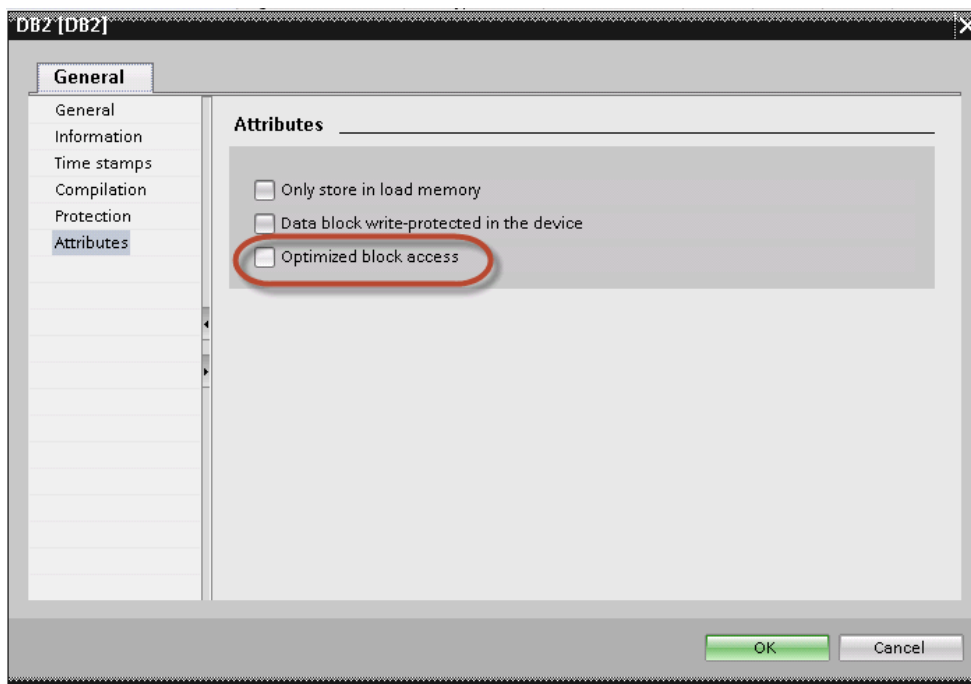 DB2 [DB2]
General
General
Information
Time stamps
Compilation
Protection
Attributes
Attributes
Only store in load memory
Data block write-protected in the device
Optimized block access
OK
Cancel